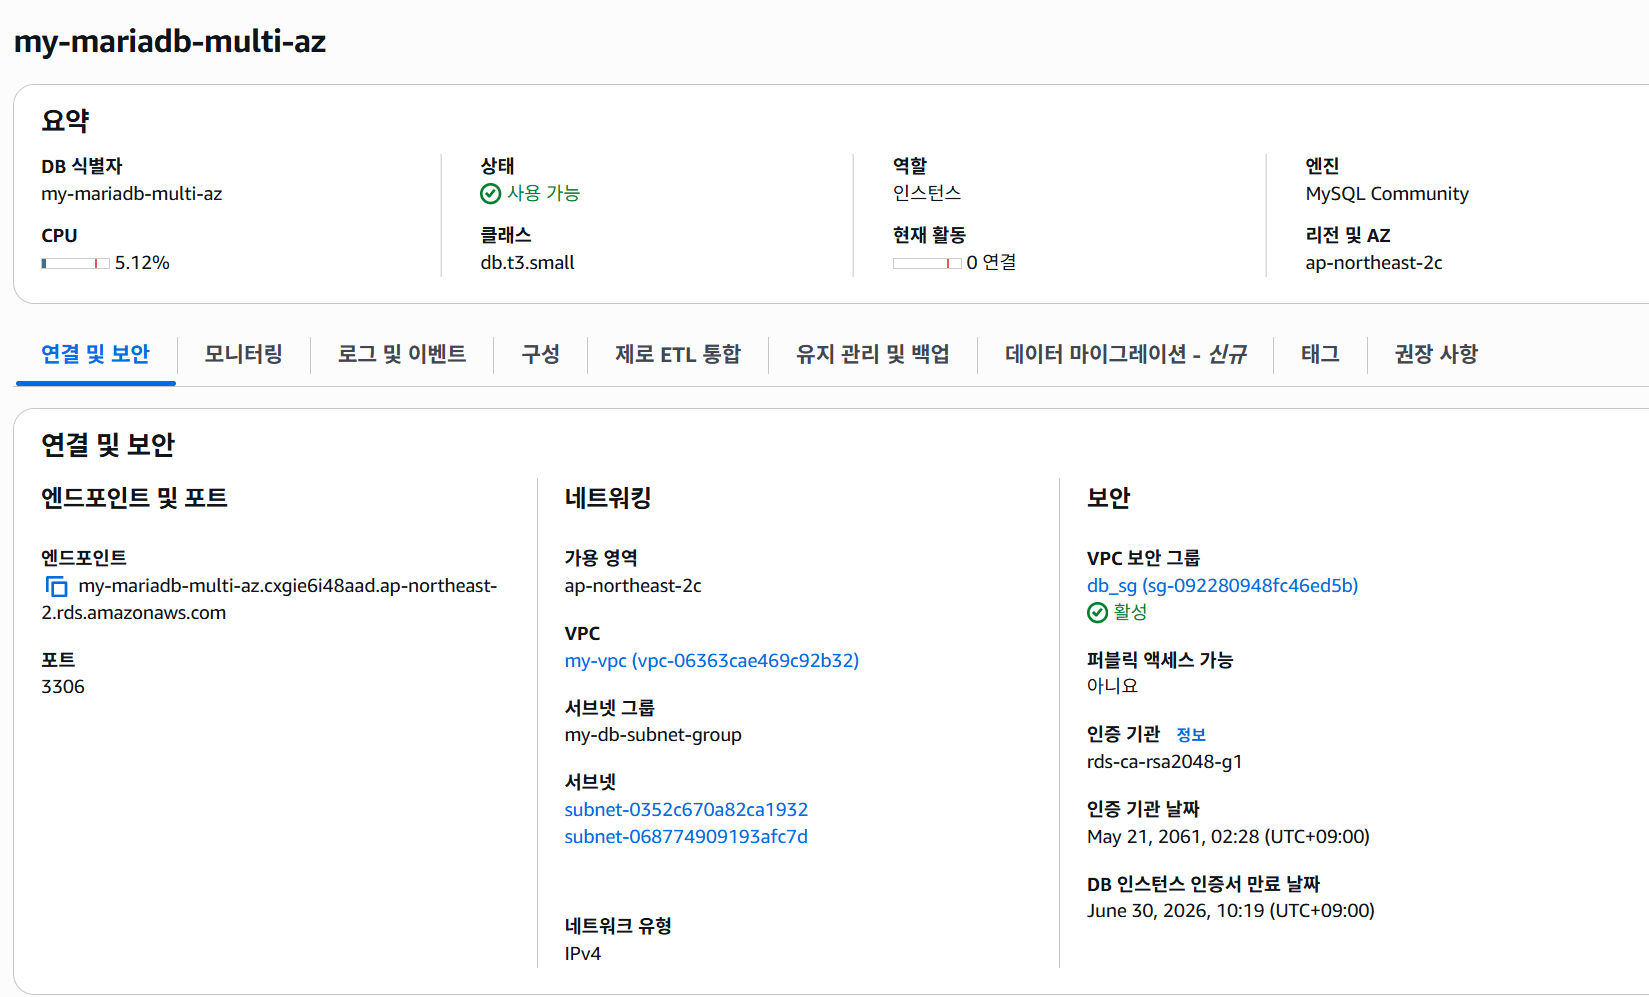 my-mariadb-multi-az
요약
DB 식별자
my-mariadb-multi-az
상태
사용 가능
역할
인스턴스
엔진
MySQL Community
CPU
5.12%
클래스
db.t3.small
현재 활동
0 연결
리전 및 AZ
ap-northeast-2c
연결 및 보안
모니터링
로그 및 이벤트
구성
제로 ETL 통합
유지 관리 및 백업
데이터 마이그레이션 - 신규
태그
권장 사항
연결 및 보안
엔드포인트 및 포트
엔드포인트
my-mariadb-multi-az.cxgie6i48aad.ap-northeast-
2.rds.amazonaws.com
포트
3306
네트워킹
가용 영역
ap-northeast-2c
VPC
my-vpc (vpc-06363cae469c92b32)
서브넷 그룹
my-db-subnet-group
서브넷
subnet-0352c670a82ca1932
subnet-068774909193afc7d
네트워크 유형
IPv4
보안
VPC 보안 그룹
db_sg (sg-092280948fc46ed5b)
활성
퍼블릭 액세스 가능
아니요
인증 기관 정보
rds-ca-rsa2048-g1
인증 기관 날짜
May 21, 2061, 02:28 (UTC+09:00)
DB 인스턴스 인증서 만료 날짜
June 30, 2026, 10:19 (UTC+09:00)